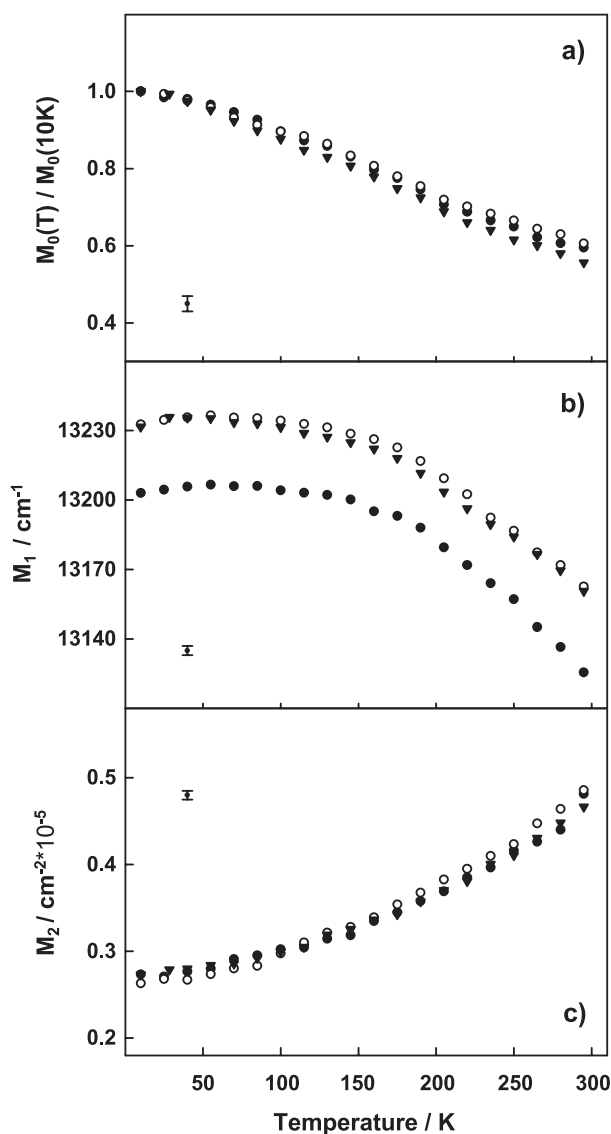 a)
M₀(T) / M₀(10K)
1.0
0.8
0.6
0.4
b)
M₁ / cm⁻¹
13230
13200
13170
13140
c)
M₂ / cm⁻²*10⁻⁵
0.5
0.4
0.3
0.2
50 100 150 200 250 300
Temperature / K